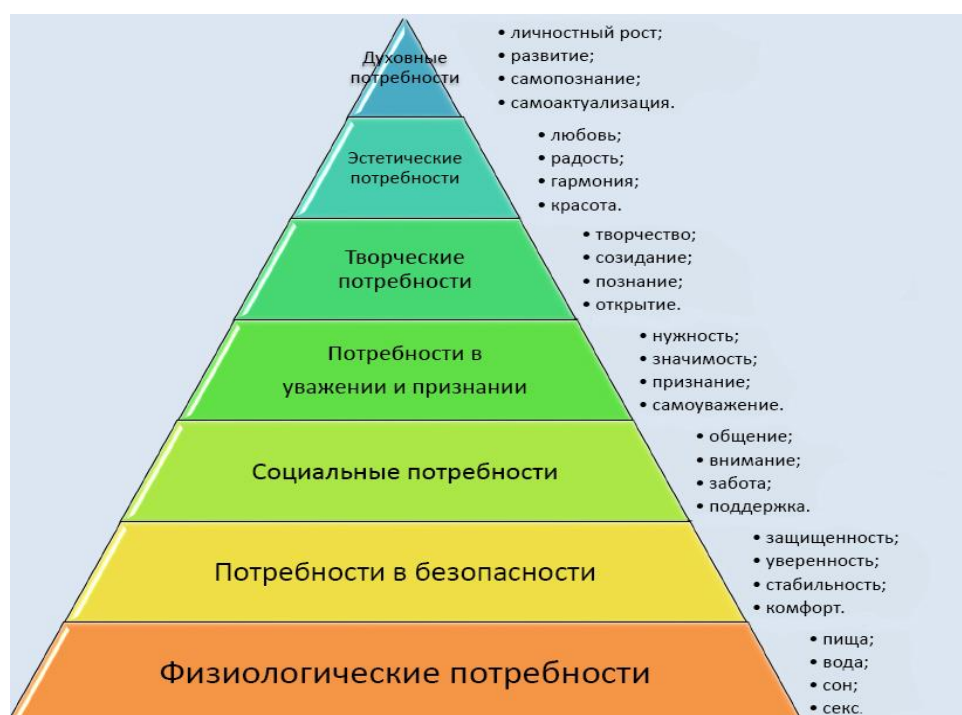 Духовные
потребности
• личностный рост;
• развитие;
• самопознание;
• самоактуализация.
Эстетические
потребности
• любовь;
• радость;
• гармония;
• красота.
Творческие
потребности
• творчество;
• созидание;
• познание;
• открытие.
Потребности в
уважении и признании
• нужность;
• значимость;
• признание;
• самоуважение.
Социальные потребности
• общение;
• внимание;
• забота;
• поддержка.
Потребности в безопасности
• защищенность;
• уверенность;
• стабильность;
• комфорт.
Физиологические потребности
• пища;
• вода;
• сон;
• секс.